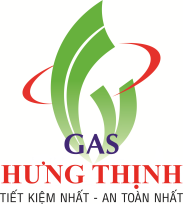 GAS
HƯNG THỊNH
TIẾT KIỆM NHẤT - AN TOÀN NHẤT